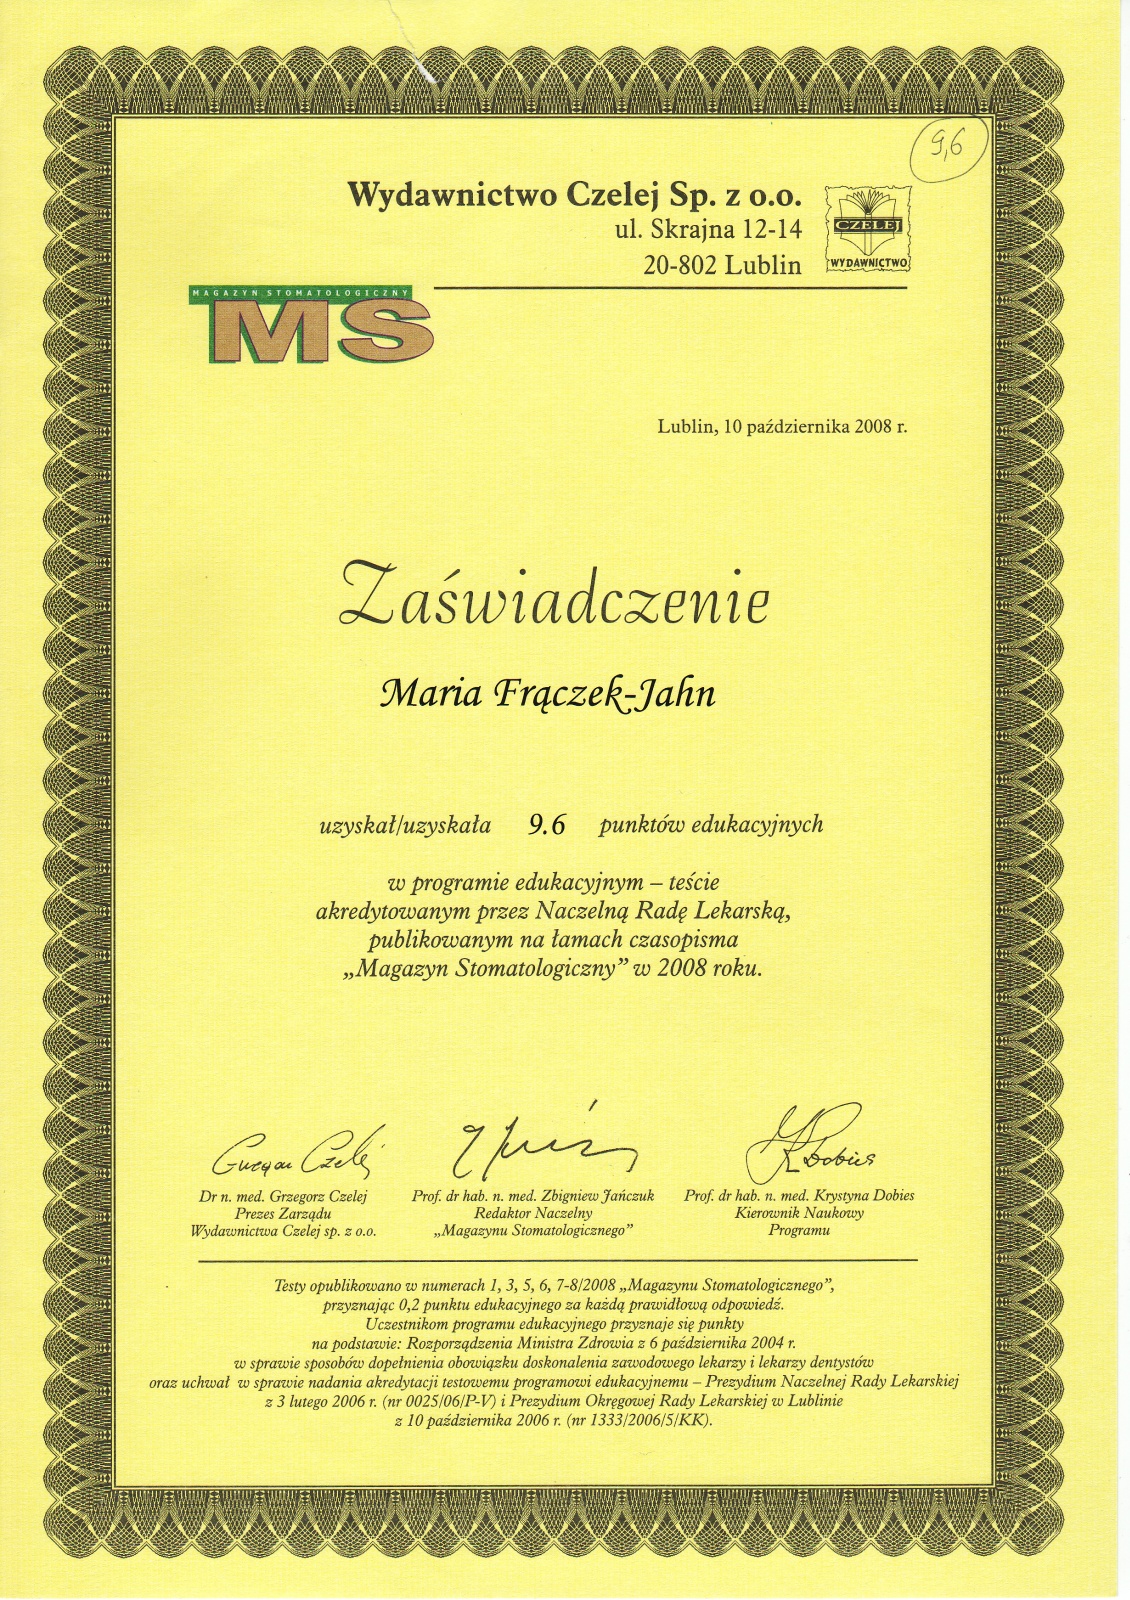 9,6
Wydawnictwo Czelej Sp. z o.o.
ul. Skrajna 12-14
20-802 Lublin
CZELEJ
WYDAWNICTWO
MAGAZYN STOMATOLOGICZNY
MS
Lublin, 10 października 2008 r.
Zaświadczenie
Maria Frączek-Jahn
uzyskał/uzyskała 9.6 punktów edukacyjnych
w programie edukacyjnym – teście
akredytowanym przez Naczelną Radę Lekarską,
publikowanym na łamach czasopisma
„Magazyn Stomatologiczny” w 2008 roku.
Grzegorz Czelej
KDobies
Dr n. med. Grzegorz Czelej
Prezes Zarządu
Wydawnictwa Czelej sp. z o.o.
Prof. dr hab. n. med. Zbigniew Jańczuk
Redaktor Naczelny
„Magazynu Stomatologicznego”
Prof. dr hab. n. med. Krystyna Dobies
Kierownik Naukowy
Programu
Testy opublikowano w numerach 1, 3, 5, 6, 7-8/2008 „Magazynu Stomatologicznego”,
przyznając 0,2 punktu edukacyjnego za każdą prawidłową odpowiedź.
Uczestnikom programu edukacyjnego przyznaje się punkty
na podstawie: Rozporządzenia Ministra Zdrowia z 6 października 2004 r.
w sprawie sposobów dopełnienia obowiązku doskonalenia zawodowego lekarzy i lekarzy dentystów
oraz uchwał w sprawie nadania akredytacji testowemu programowi edukacyjnemu – Prezydium Naczelnej Rady Lekarskiej
z 3 lutego 2006 r. (nr 0025/06/P-V) i Prezydium Okręgowej Rady Lekarskiej w Lublinie
z 10 października 2006 r. (nr 1333/2006/5/KK).